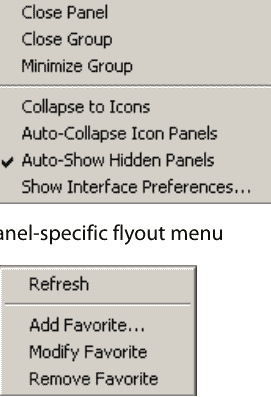 Close Panel
Close Group
Minimize Group
Collapse to Icons
Auto-Collapse Icon Panels
Auto-Show Hidden Panels
Show Interface Preferences...
anel-specific flyout menu
Refresh
Add Favorite...
Modify Favorite
Remove Favorite